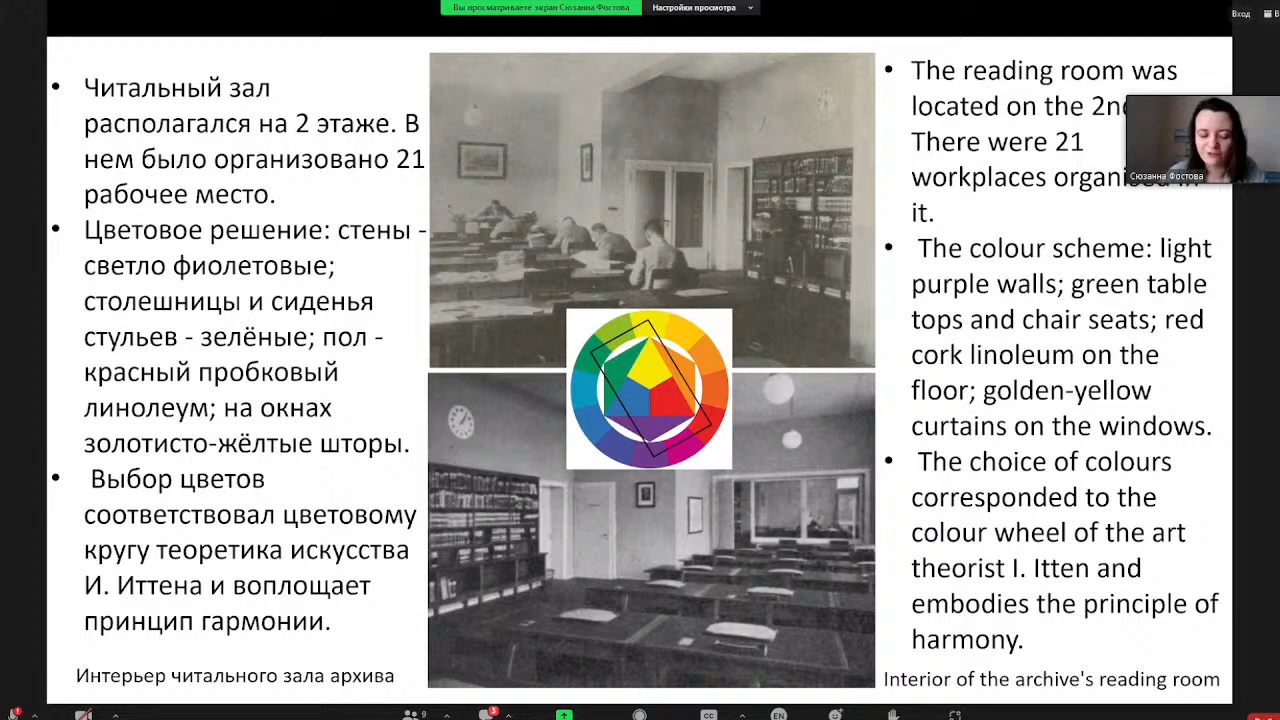 Вы просматриваете экран Сюзанна Фостова
Настройки просмотра
Вход
• Читальный зал
располагался на 2 этаже. В
нем было организовано 21
рабочее место.
• Цветовое решение: стены -
светло фиолетовые;
столешницы и сиденья
стульев - зелёные; пол -
красный пробковый
линолеум; на окнах
золотисто-жёлтые шторы.
• Выбор цветов
соответствовал цветовому
кругу теоретика искусства
И. Иттена и воплощает
принцип гармонии.
Интерьер читального зала архива
• The reading room was
located on the
There were 21
workplaces
it.
• The colour scheme: light
purple walls; green table
tops and chair seats; red
cork linoleum on the
floor; golden-yellow
curtains on the windows.
• The choice of colours
corresponded to the
colour wheel of the art
theorist I. Itten and
embodies the principle of
harmony.
Interior of the archive's reading room
Сюзанна Фостова
9
3
CC
EN